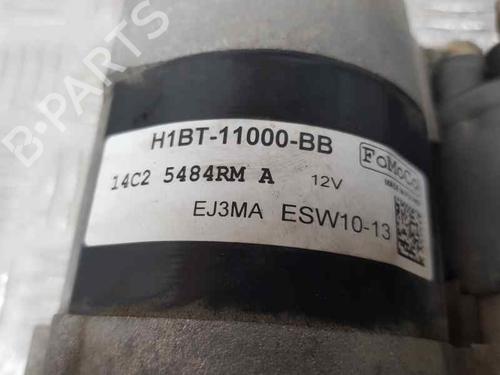 H1BT-11000-BB
FoMoCo
14C2 5484RM A 12V
EJ3MA ESW10-13
B-PARTS